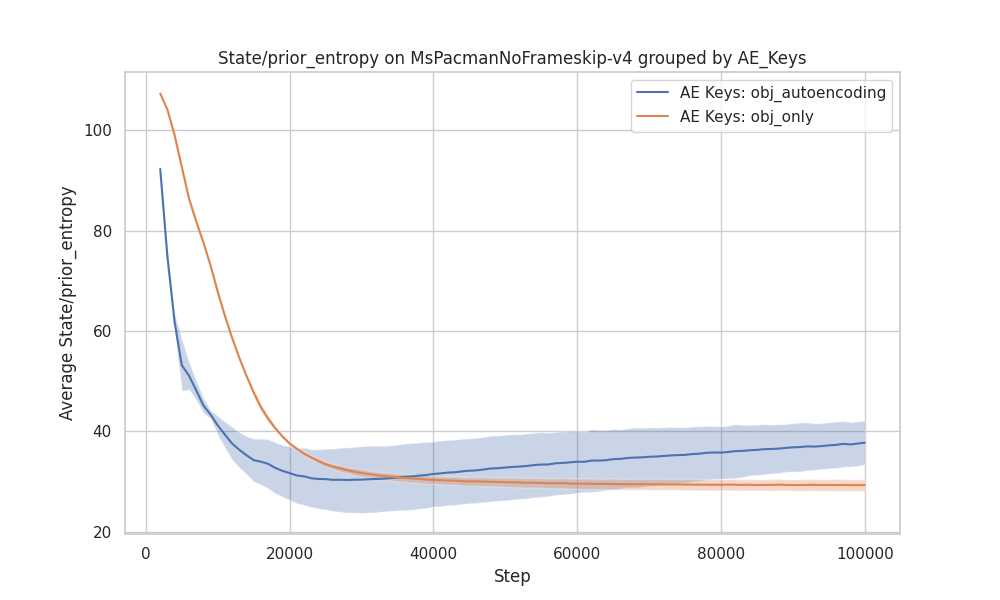 State/prior_entropy on MsPacmanNoFrameskip-v4 grouped by AE_Keys
AE Keys: obj_autoencoding
AE Keys: obj_only
Average State/prior_entropy
100
80
60
40
20
0
20000
40000
60000
80000
100000
Step